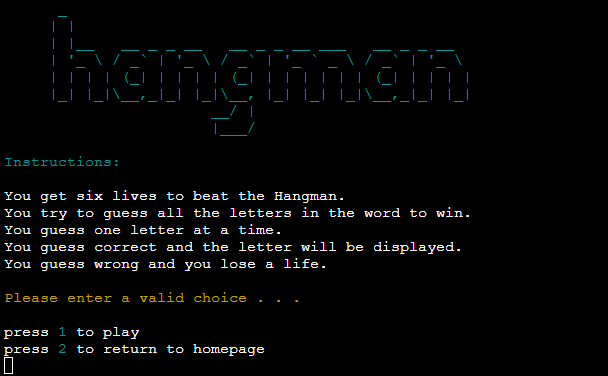 hangman
Instructions:
You get six lives to beat the Hangman.
You try to guess all the letters in the word to win.
You guess one letter at a time.
You guess correct and the letter will be displayed.
You guess wrong and you lose a life.
Please enter a valid choice . . .
press 1 to play
press 2 to return to homepage